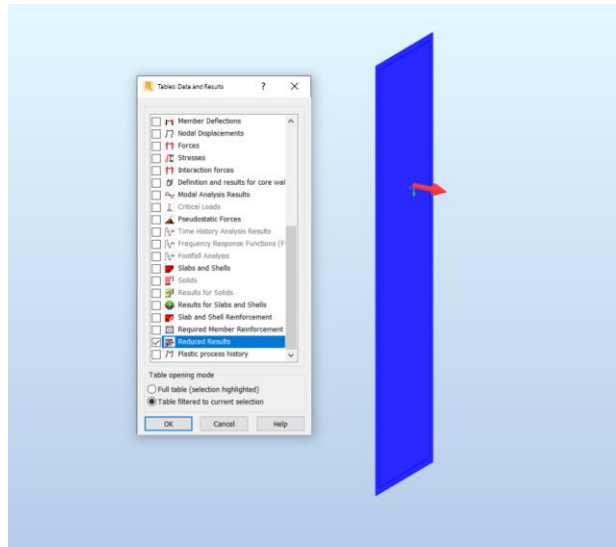 Tables: Data and Results
Member Deflections
Nodal Displacements
Forces
Stresses
Interaction forces
Definition and results for core wal
Modal Analysis Results
Critical Loads
Pseudostatic Forces
Time History Analysis Results
Frequency Response Functions (F
Footfall Analysis
Slabs and Shells
Solids
Results for Solids
Results for Slabs and Shells
Slab and Shell Reinforcement
Required Member Reinforcement
Reduced Results
Plastic process history
Table opening mode
Full table (selection highlighted)
Table filtered to current selection
OK Cancel Help